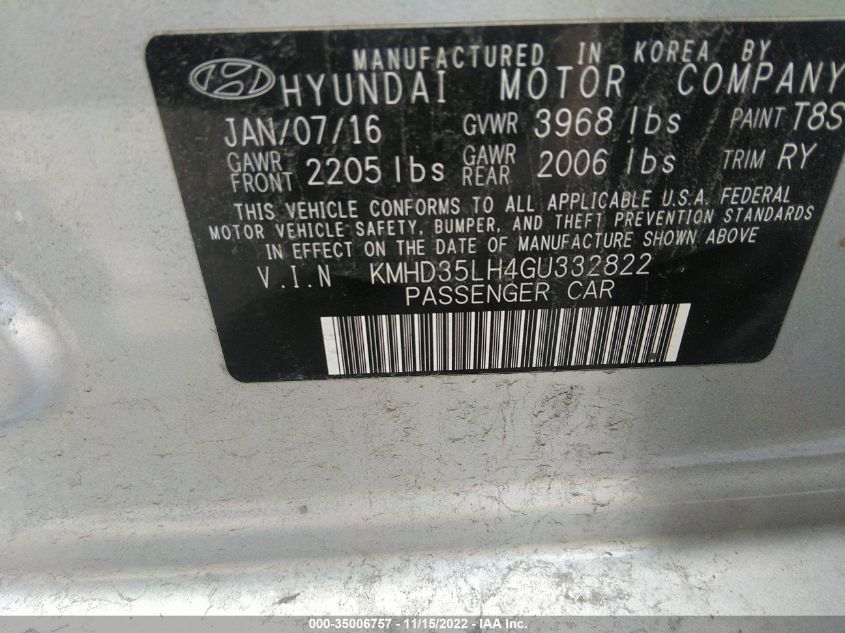 MANUFACTURED IN KOREA BY
HYUNDAI MOTOR COMPANY
JAN/07/16 GVWR 3968 lbs PAINT T8S
GAWR FRONT 2205 lbs GAWR REAR 2006 lbs TRIM RY
THIS VEHICLE CONFORMS TO ALL APPLICABLE U.S.A. FEDERAL
MOTOR VEHICLE SAFETY, BUMPER, AND THEFT PREVENTION STANDARDS
IN EFFECT ON THE DATE OF MANUFACTURE SHOWN ABOVE
V.I.N KMHD35LH4GU332822
PASSENGER CAR
000-35006757 - 11/15/2022 - IAA Inc.